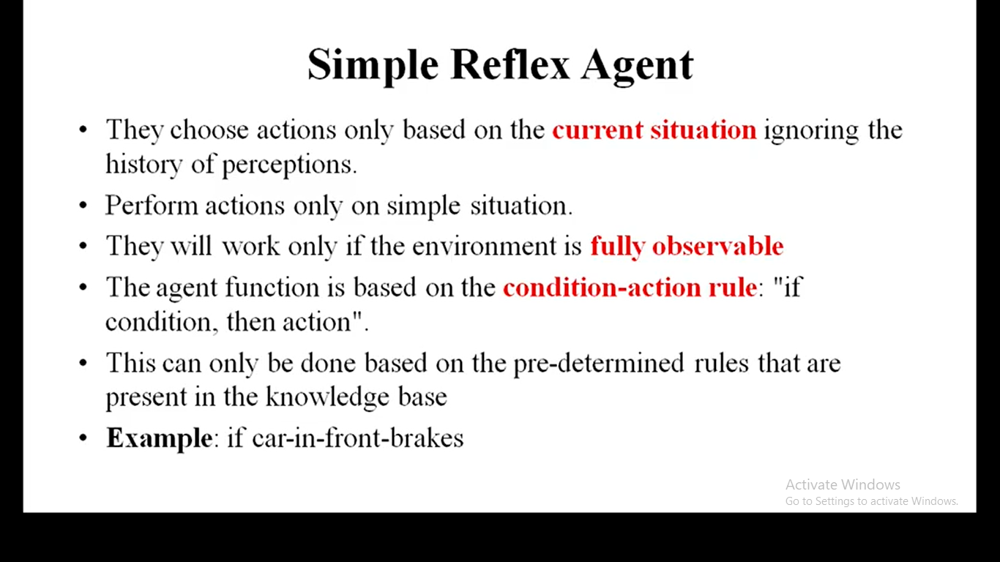 Simple Reflex Agent
• They choose actions only based on the current situation ignoring the
history of perceptions.
• Perform actions only on simple situation.
• They will work only if the environment is fully observable
• The agent function is based on the condition-action rule: "if
condition, then action".
• This can only be done based on the pre-determined rules that are
present in the knowledge base
• Example: if car-in-front-brakes
Activate Windows
Go to Settings to activate Windows.